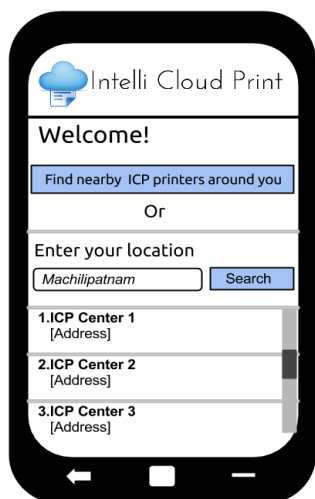 Intelli Cloud Print
Welcome!
Find nearby ICP printers around you
Or
Enter your location
Machilipatnam
Search
1.ICP Center 1
[Address]
2.ICP Center 2
[Address]
3.ICP Center 3
[Address]